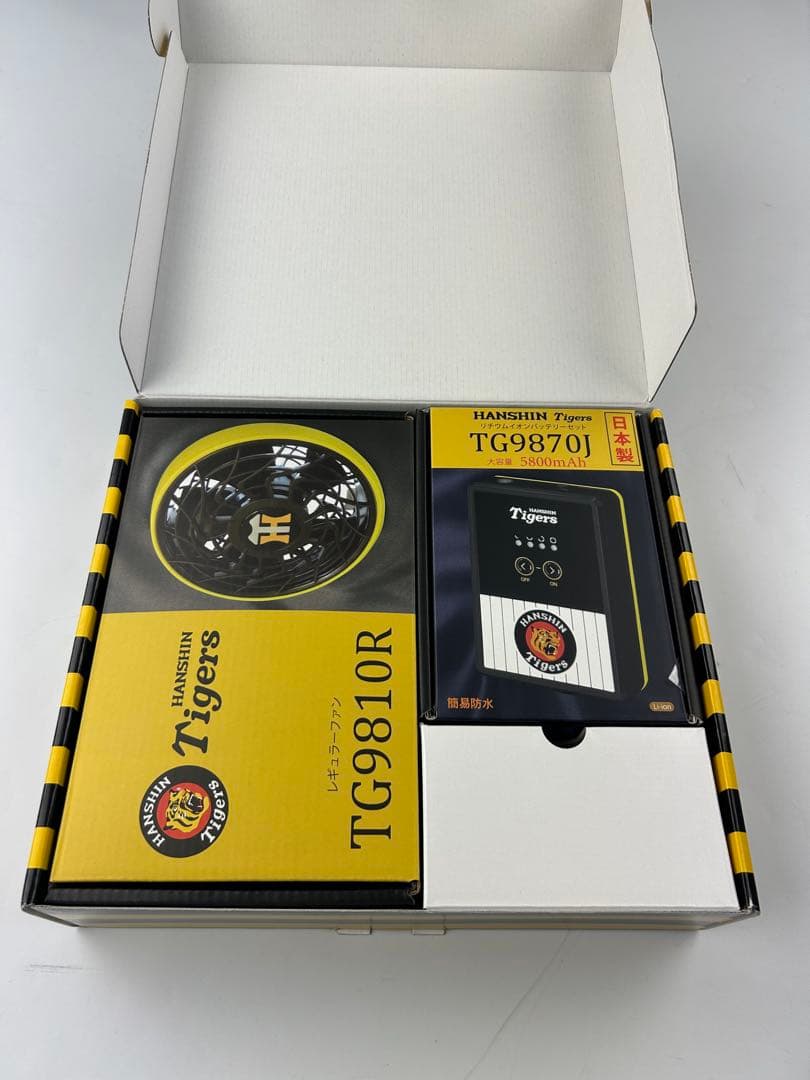 HANSHIN
Tigers
HANSHIN
Tigers
レギュラーファン
TG9810R
HANSHIN Tigers
リチウムイオンバッテリーセット
TG9870J
大容量 5800mAh
日本製
HANSHIN
Tigers
OFF
ON
HANSHIN
Tigers
簡易防水
Li-ion